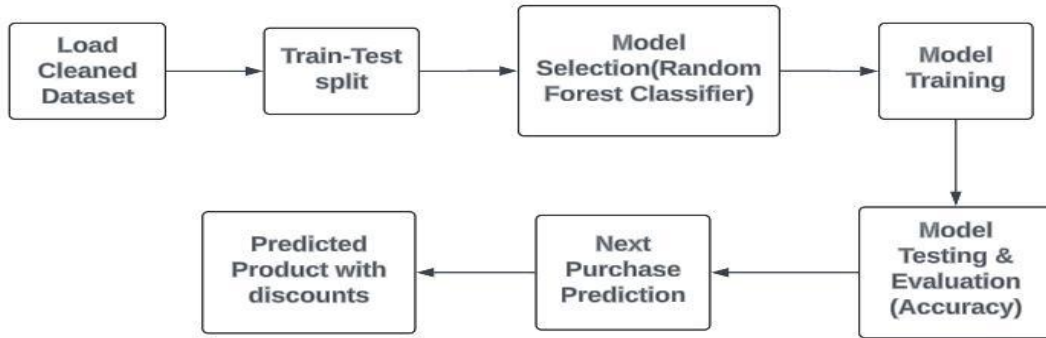 Load
Cleaned
Dataset
Train-Test
split
Model
Selection(Random
Forest Classifier)
Model
Training
Model
Testing &
Evaluation
(Accuracy)
Next
Purchase
Prediction
Predicted
Product with
discounts